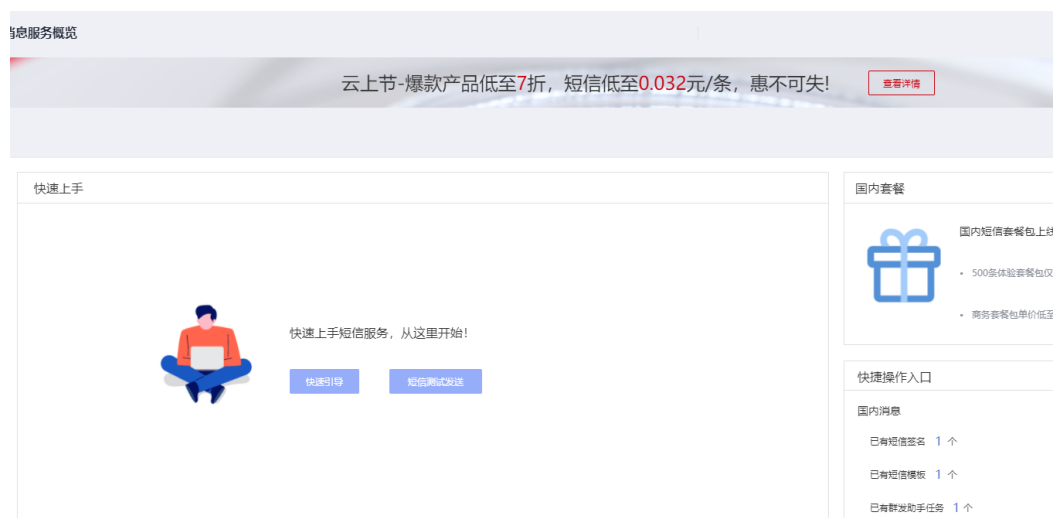 消息服务概览
云上节-爆款产品低至7折，短信低至0.032元/条，惠不可失!
查看详情
快速上手
快速上手短信服务，从这里开始!
快速引导
短信测试发送
国内套餐
国内短信套餐包上线
• 500条体验套餐包仅
• 商务套餐包单价低至
快捷操作入口
国内消息
已有短信签名 1 个
已有短信模板 1 个
已有群发助手任务 1 个